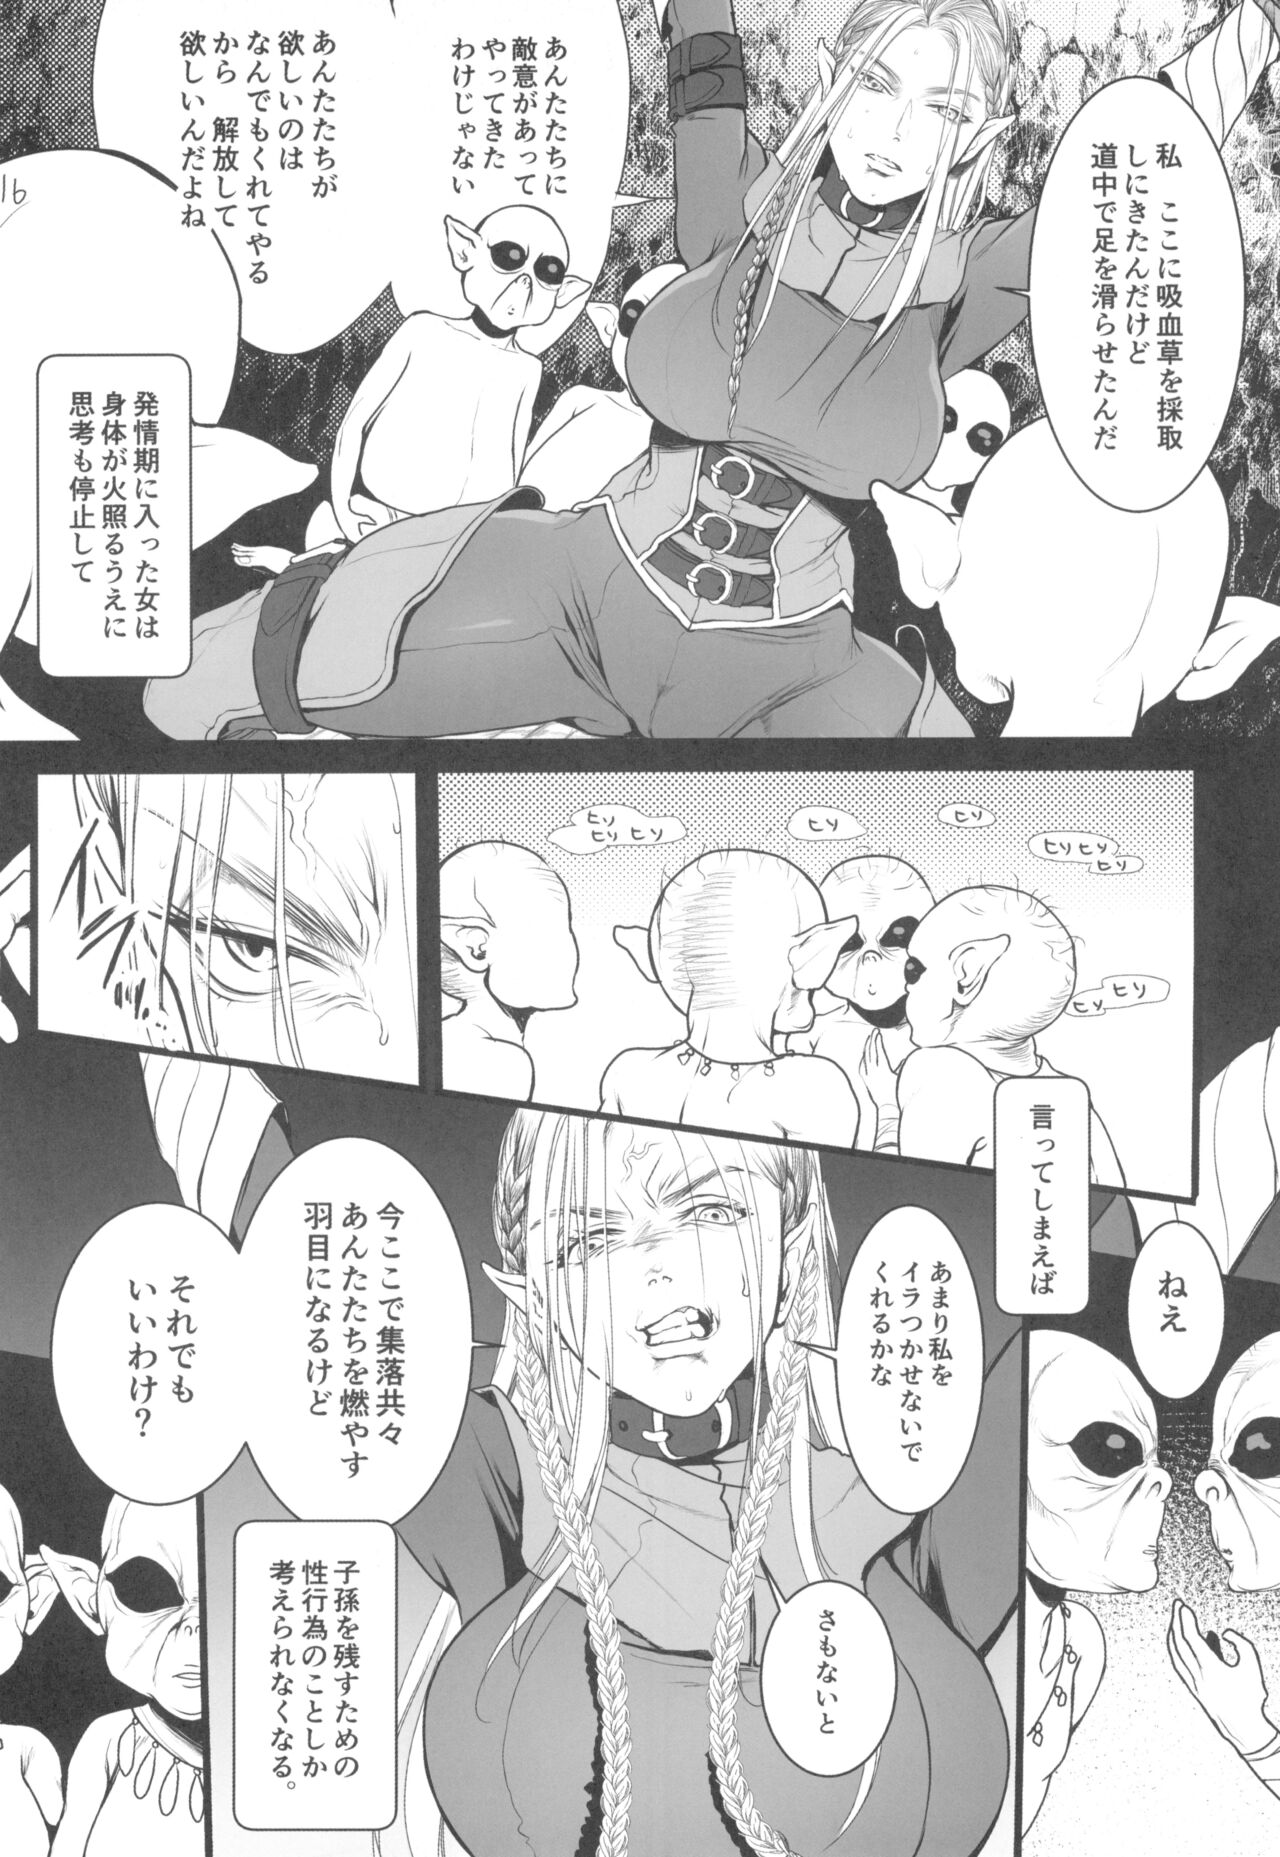 私　ここに吸血草を採取
しにきたんだけど
道中で足を滑らせたんだ
あんたたちに
敵意があって
やってきた
わけじゃない
あんたたちが
欲しいのは
なんでもくれてやる
から　解放して
欲しいんだよね
16
発情期に入った女は
身体が火照るうえに
思考も停止して
ヒソ
ヒソ
ヒソ
ヒソ
ヒソ
ヒソ
ヒソ
ヒソ
ヒソ
ヒソ
言ってしまえば
ねえ
あまり私を
イラつかせないで
くれるかな
さもないと
今ここで集落共々
あんたたちを燃やす
羽目になるけど
それでも
いいわけ？
子孫を残すための
性行為のことしか
考えられなくなる。